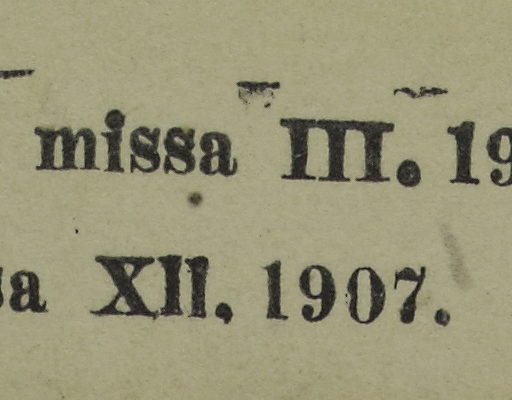 missa III. 19
sa XII, 1907.